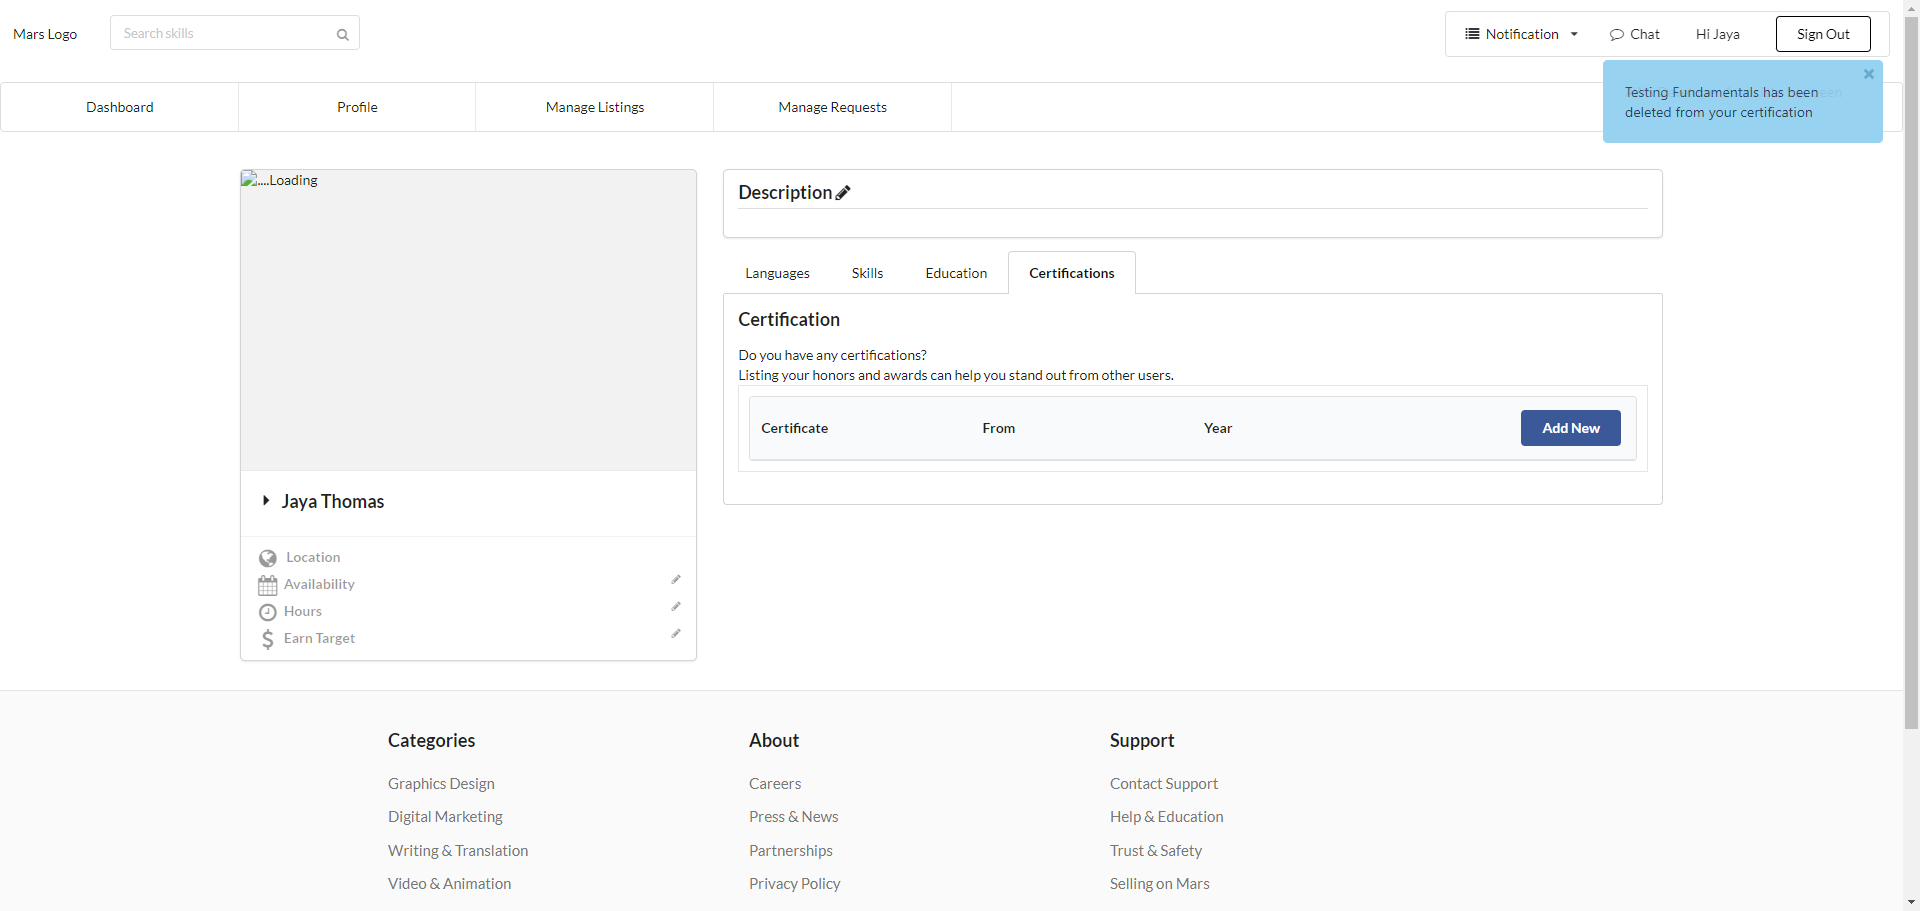 Mars Logo
Search skills
Notification
Chat
Hi Jaya
Sign Out
Testing Fundamentals has been
deleted from your certification
Dashboard
Profile
Manage Listings
Manage Requests
....Loading
Jaya Thomas
Location
Availability
Hours
Earn Target
Description
Languages
Skills
Education
Certifications
Certification
Do you have any certifications?
Listing your honors and awards can help you stand out from other users.
Certificate
From
Year
Add New
Categories
Graphics Design
Digital Marketing
Writing & Translation
Video & Animation
About
Careers
Press & News
Partnerships
Privacy Policy
Support
Contact Support
Help & Education
Trust & Safety
Selling on Mars